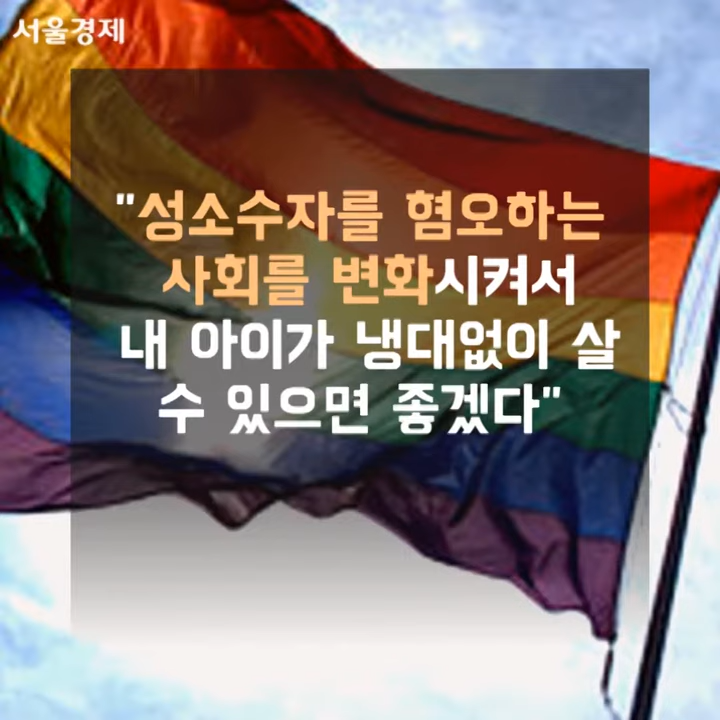 서울경제
"성소수자를 혐오하는
사회를 변화시켜서
내 아이가 냉대없이 살
수 있으면 좋겠다"